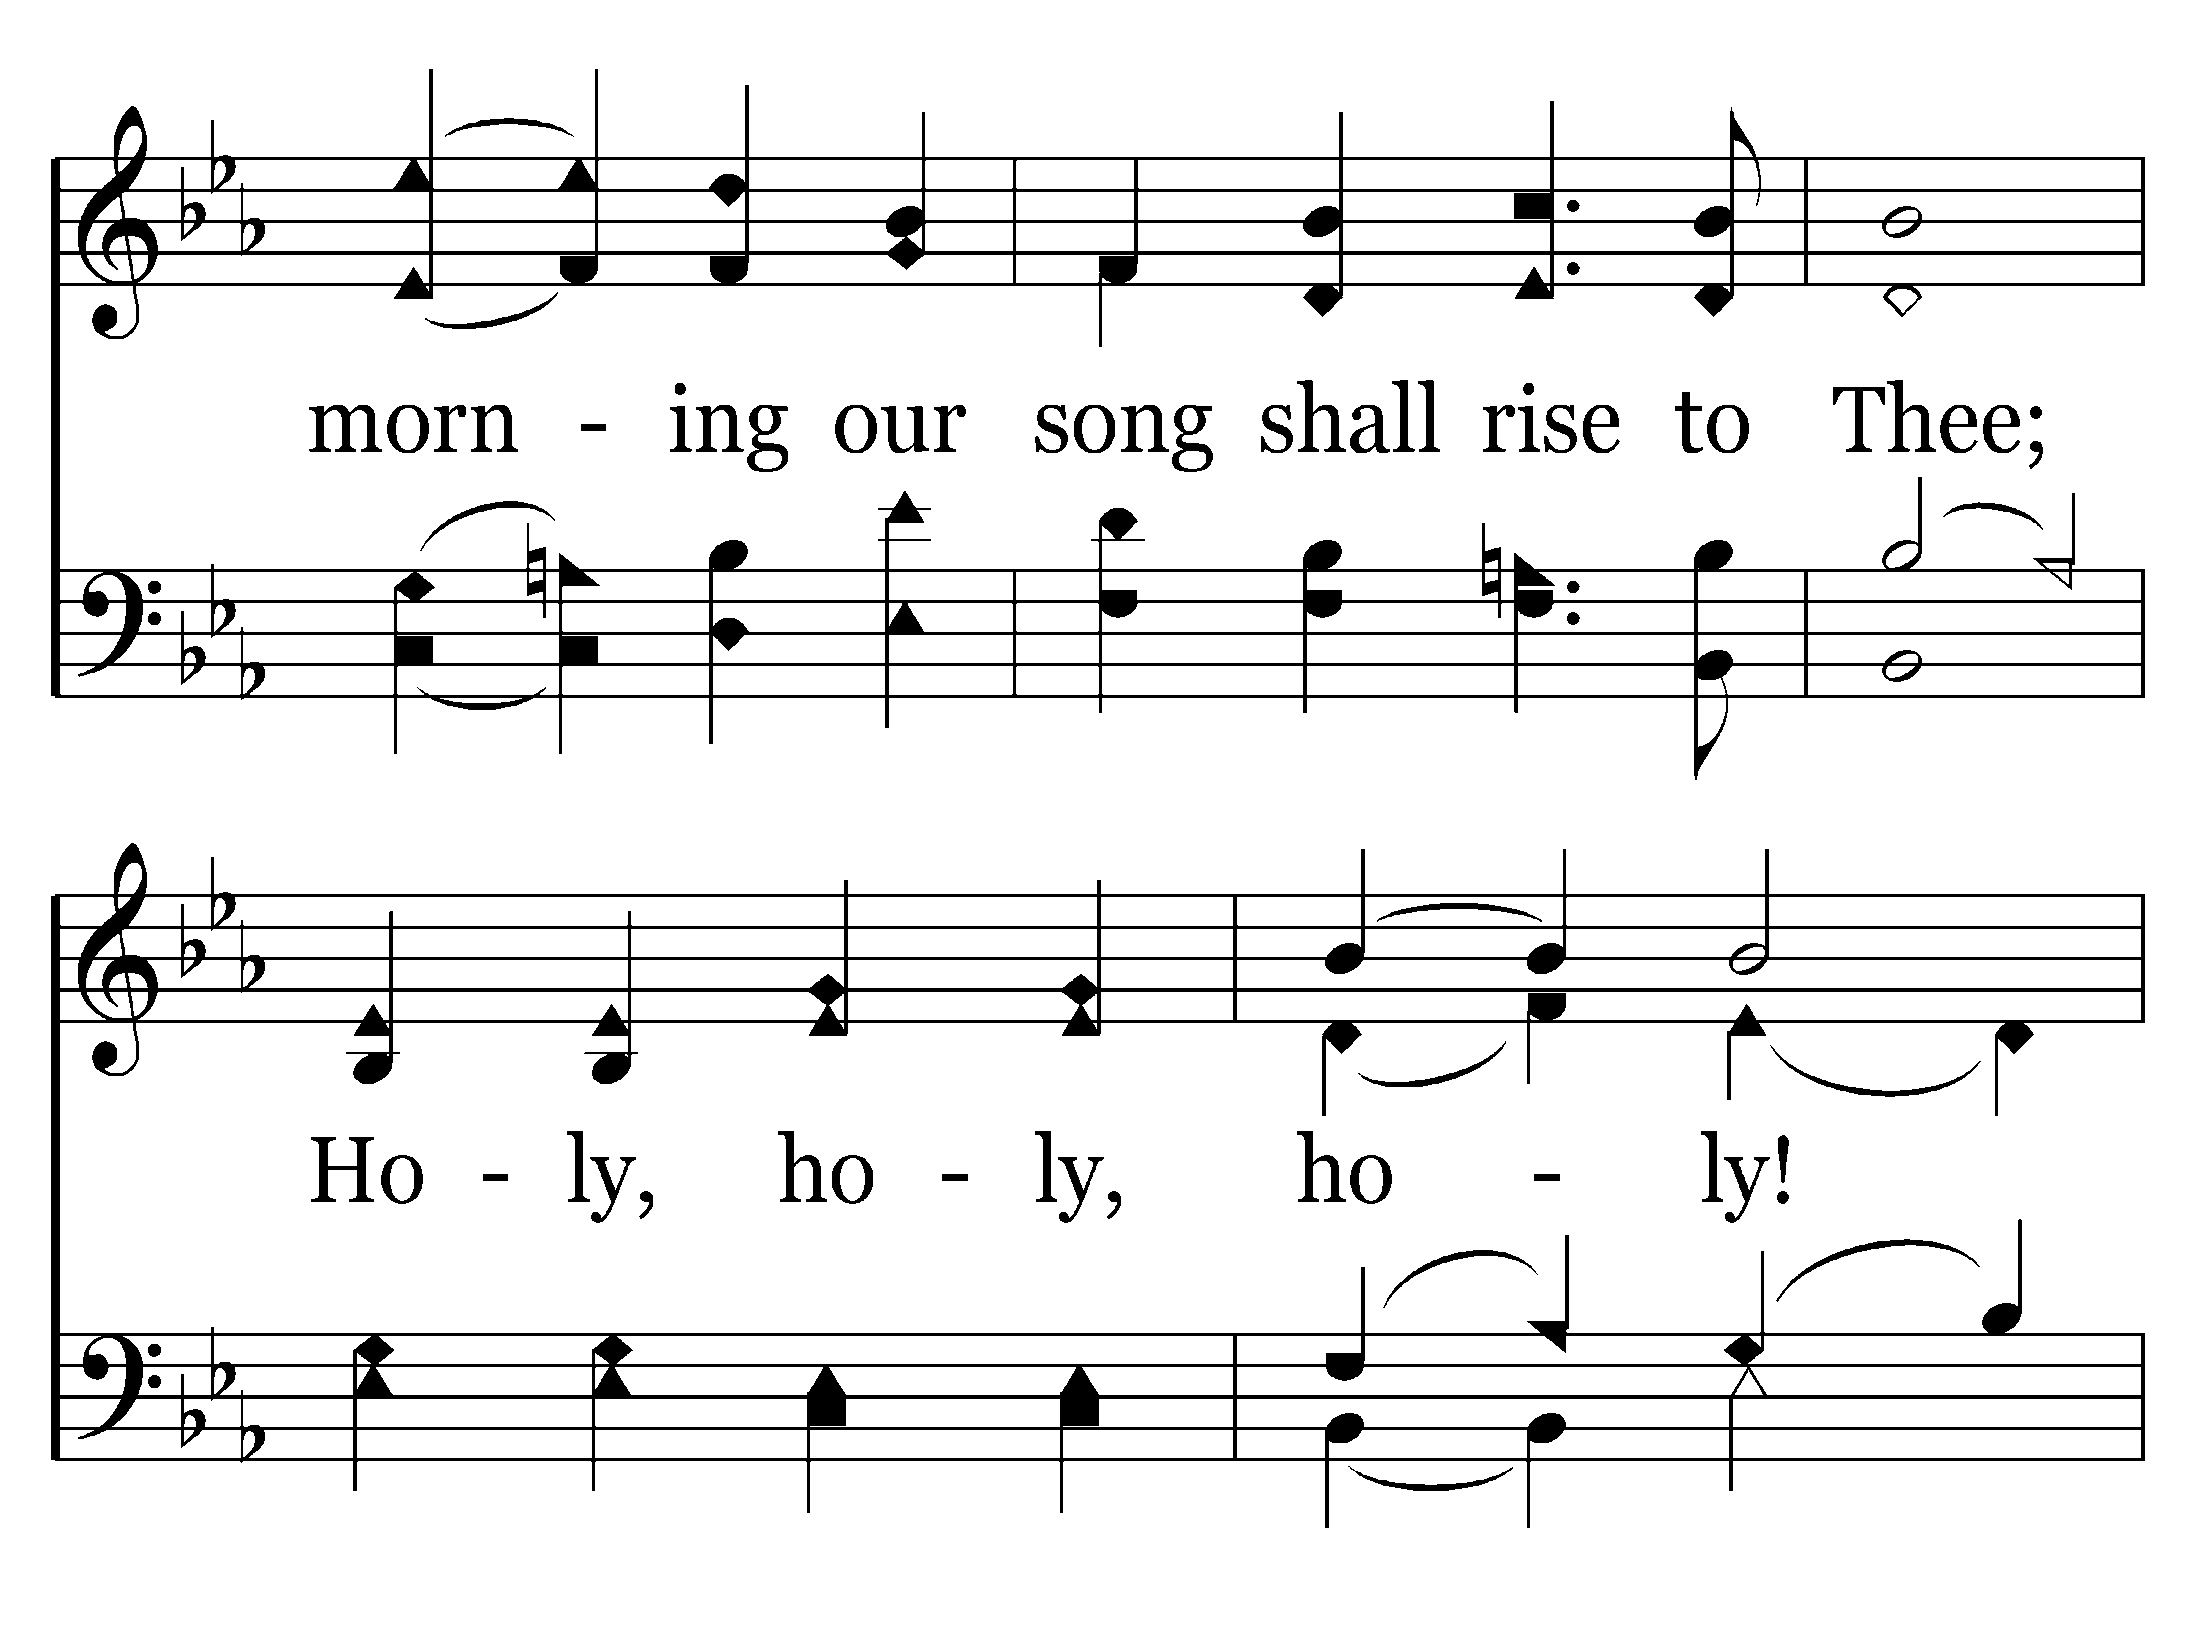 morn - ing our song shall rise to Thee;
Ho - ly, ho - ly, ho - ly!